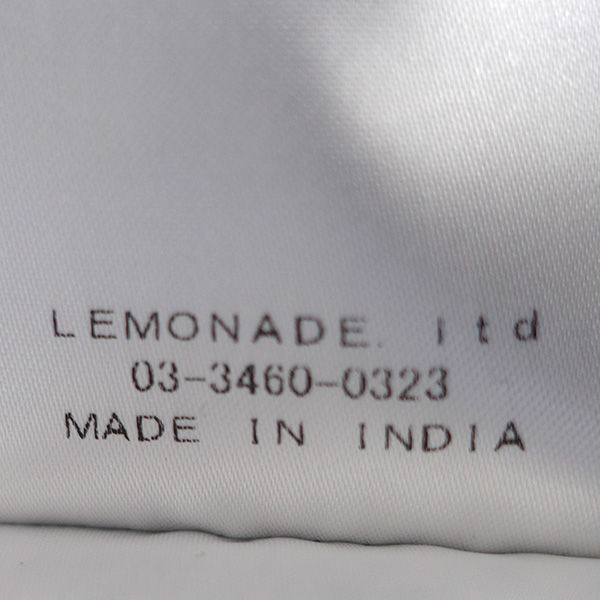 LEMONADE. ltd
03-3460-0323
MADE IN INDIA